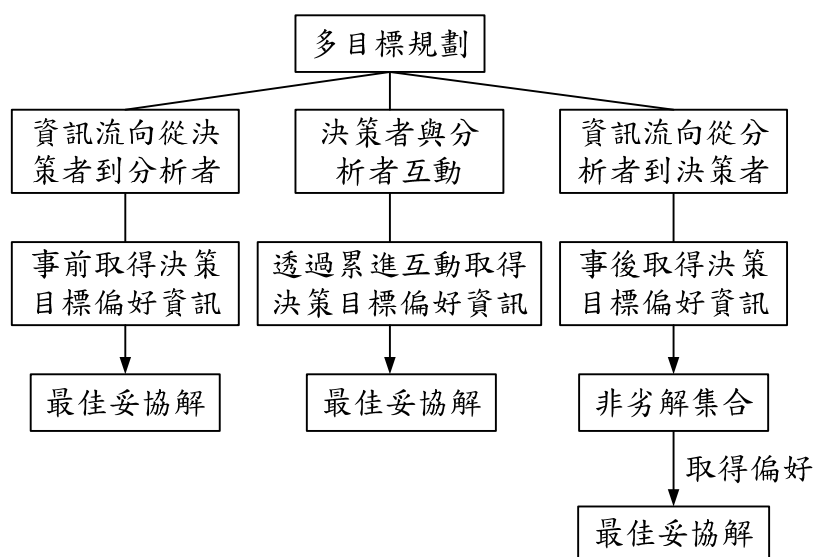 多目標規劃
資訊流向從決
策者到分析者
決策者與分
析者互動
資訊流向從分
析者到決策者
事前取得決策
目標偏好資訊
透過累進互動取得
決策目標偏好資訊
事後取得決策
目標偏好資訊
最佳妥協解
最佳妥協解
非劣解集合
取得偏好
最佳妥協解